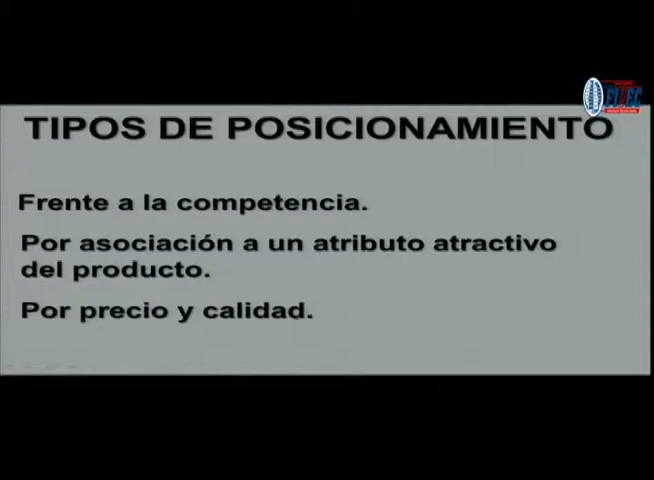 TIPOS DE POSICIONAMIENTO
Frente a la competencia.
Por asociación a un atributo atractivo
del producto.
Por precio y calidad.